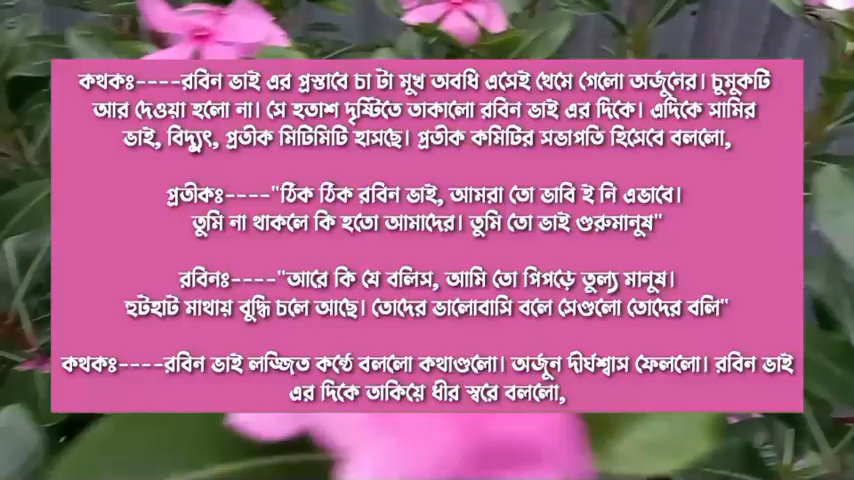 কথকঃ----রবিন ভাই এর প্রস্তাবে চা টা মুখ অবধি এসেই থেমে গেলো অর্জুনের। চুমুকটি
আর দেওয়া হলো না। সে হতাশ দৃষ্টিতে তাকালো রবিন ভাই এর দিকে। এদিকে সামির
ভাই, বিদ্যুৎ, প্রতীক মিটিমিটি হাসছে। প্রতীক কমিটির সভাপতি হিসেবে বললো,
প্রতীকঃ----"ঠিক ঠিক রবিন ভাই, আমরা তো ভাবি ই নি এভাবে।
তুমি না থাকলে কি হতো আমাদের। তুমি তো ভাই গুরুমানুষ"
রবিনঃ----"আরে কি যে বলিস, আমি তো পিপড়ে তুল্য মানুষ।
হুটহাট মাথায় বুদ্ধি চলে আছে। তোদের ভালোবাসি বলে সেগুলো তোদের বলি"
কথকঃ----রবিন ভাই লজ্জিত কন্ঠে বললো কথাগুলো। অর্জুন দীর্ঘশ্বাস ফেললো। রবিন ভাই
এর দিকে তাকিয়ে ধীর স্বরে বললো,